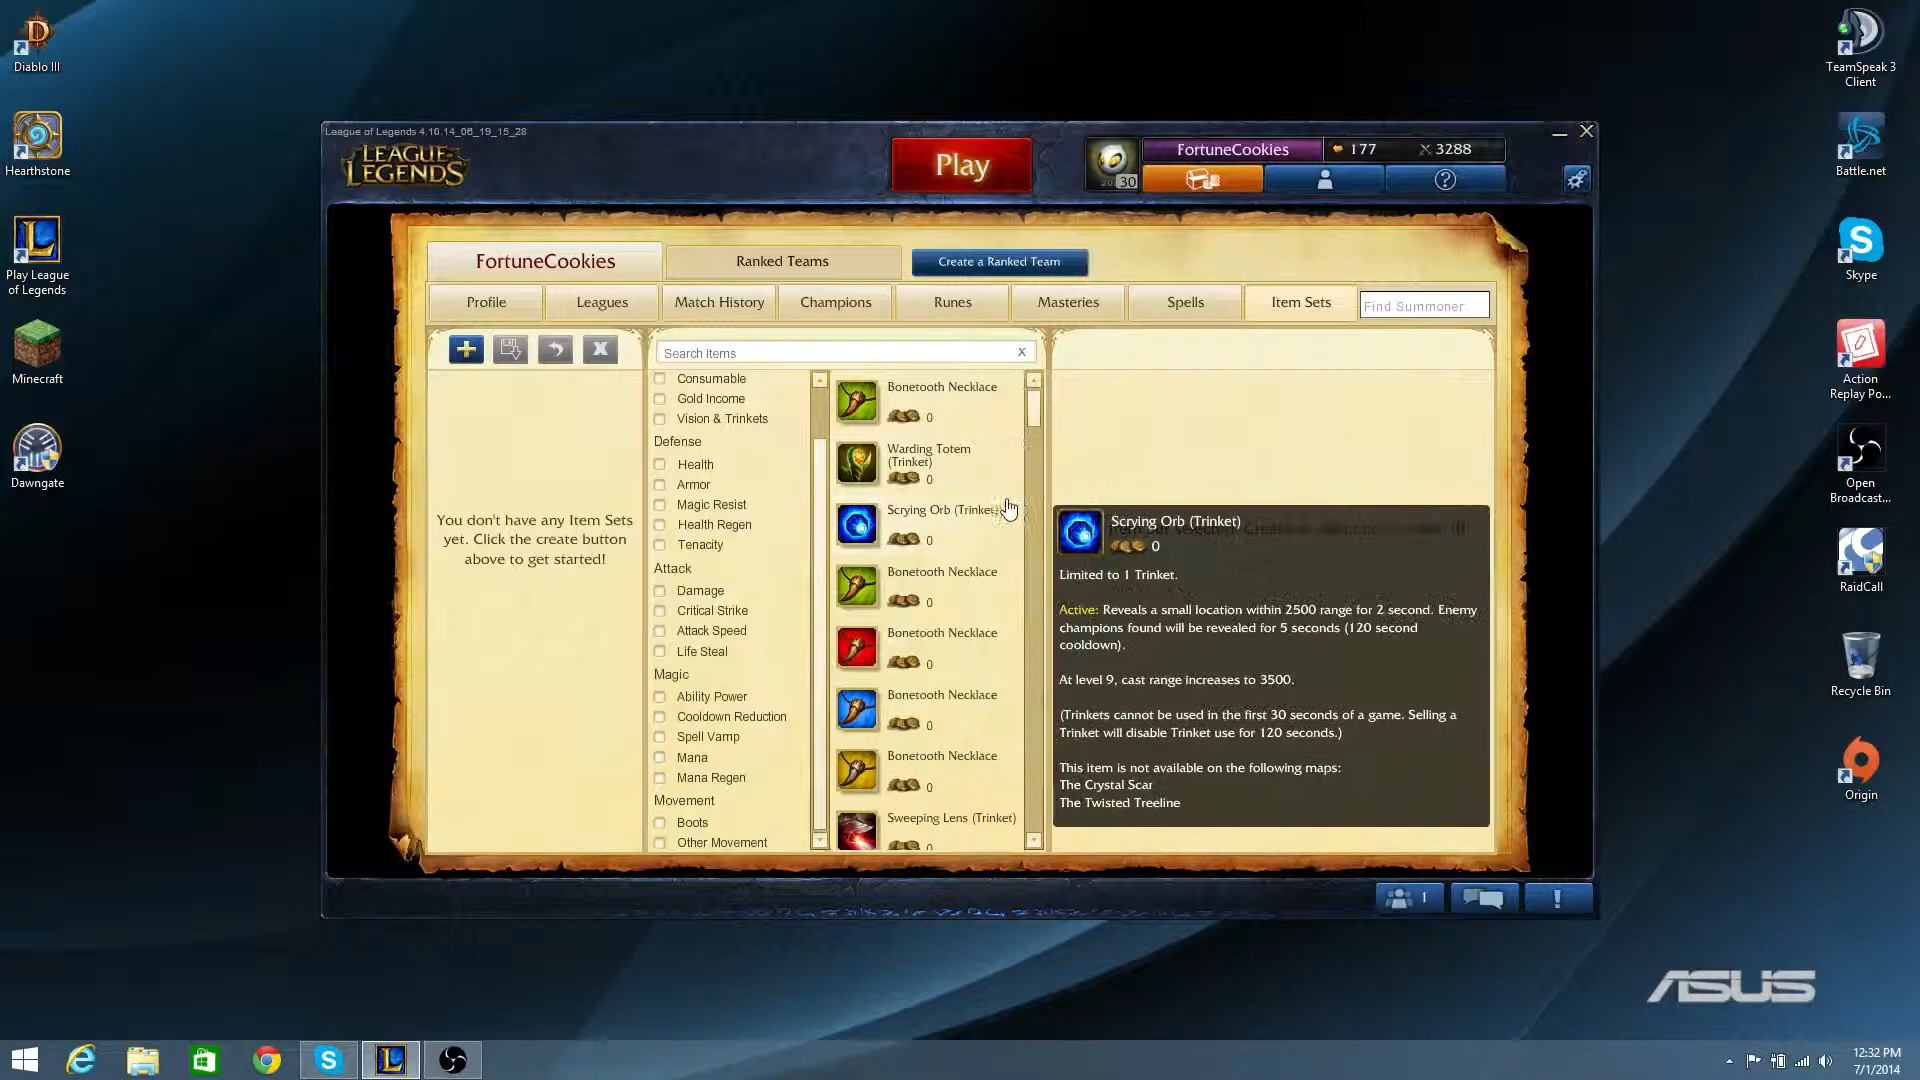 Diablo III
Hearthstone
Play League
of Legends
Minecraft
Dawngate
TeamSpeak 3
Client
Battle.net
Skype
Action
Replay Po...
Open
Broadcast...
RaidCall
Recycle Bin
Origin
League of Legends 4.10.14_06_19_15_28
LEAGUE OF
LEGENDS
Play
30
FortuneCookies
177
3288
FortuneCookies
Ranked Teams
Create a Ranked Team
Profile
Leagues
Match History
Champions
Runes
Masteries
Spells
Item Sets
Find Summoner
Search Items
x
You don't have any Item Sets
yet. Click the create button
above to get started!
Consumable
Gold Income
Vision & Trinkets
Defense
Health
Armor
Magic Resist
Health Regen
Tenacity
Attack
Damage
Critical Strike
Attack Speed
Life Steal
Magic
Ability Power
Cooldown Reduction
Spell Vamp
Mana
Mana Regen
Movement
Boots
Other Movement
Bonetooth Necklace
0
Warding Totem
(Trinket)
0
Scrying Orb (Trinket)
0
Bonetooth Necklace
0
Bonetooth Necklace
0
Bonetooth Necklace
0
Bonetooth Necklace
0
Sweeping Lens (Trinket)
0
Scrying Orb (Trinket)
0
Limited to 1 Trinket.
Active: Reveals a small location within 2500 range for 2 second. Enemy
champions found will be revealed for 5 seconds (120 second
cooldown).
At level 9, cast range increases to 3500.
(Trinkets cannot be used in the first 30 seconds of a game. Selling a
Trinket will disable Trinket use for 120 seconds.)
This item is not available on the following maps:
The Crystal Scar
The Twisted Treeline
1
ASUS
12:32 PM
7/1/2014